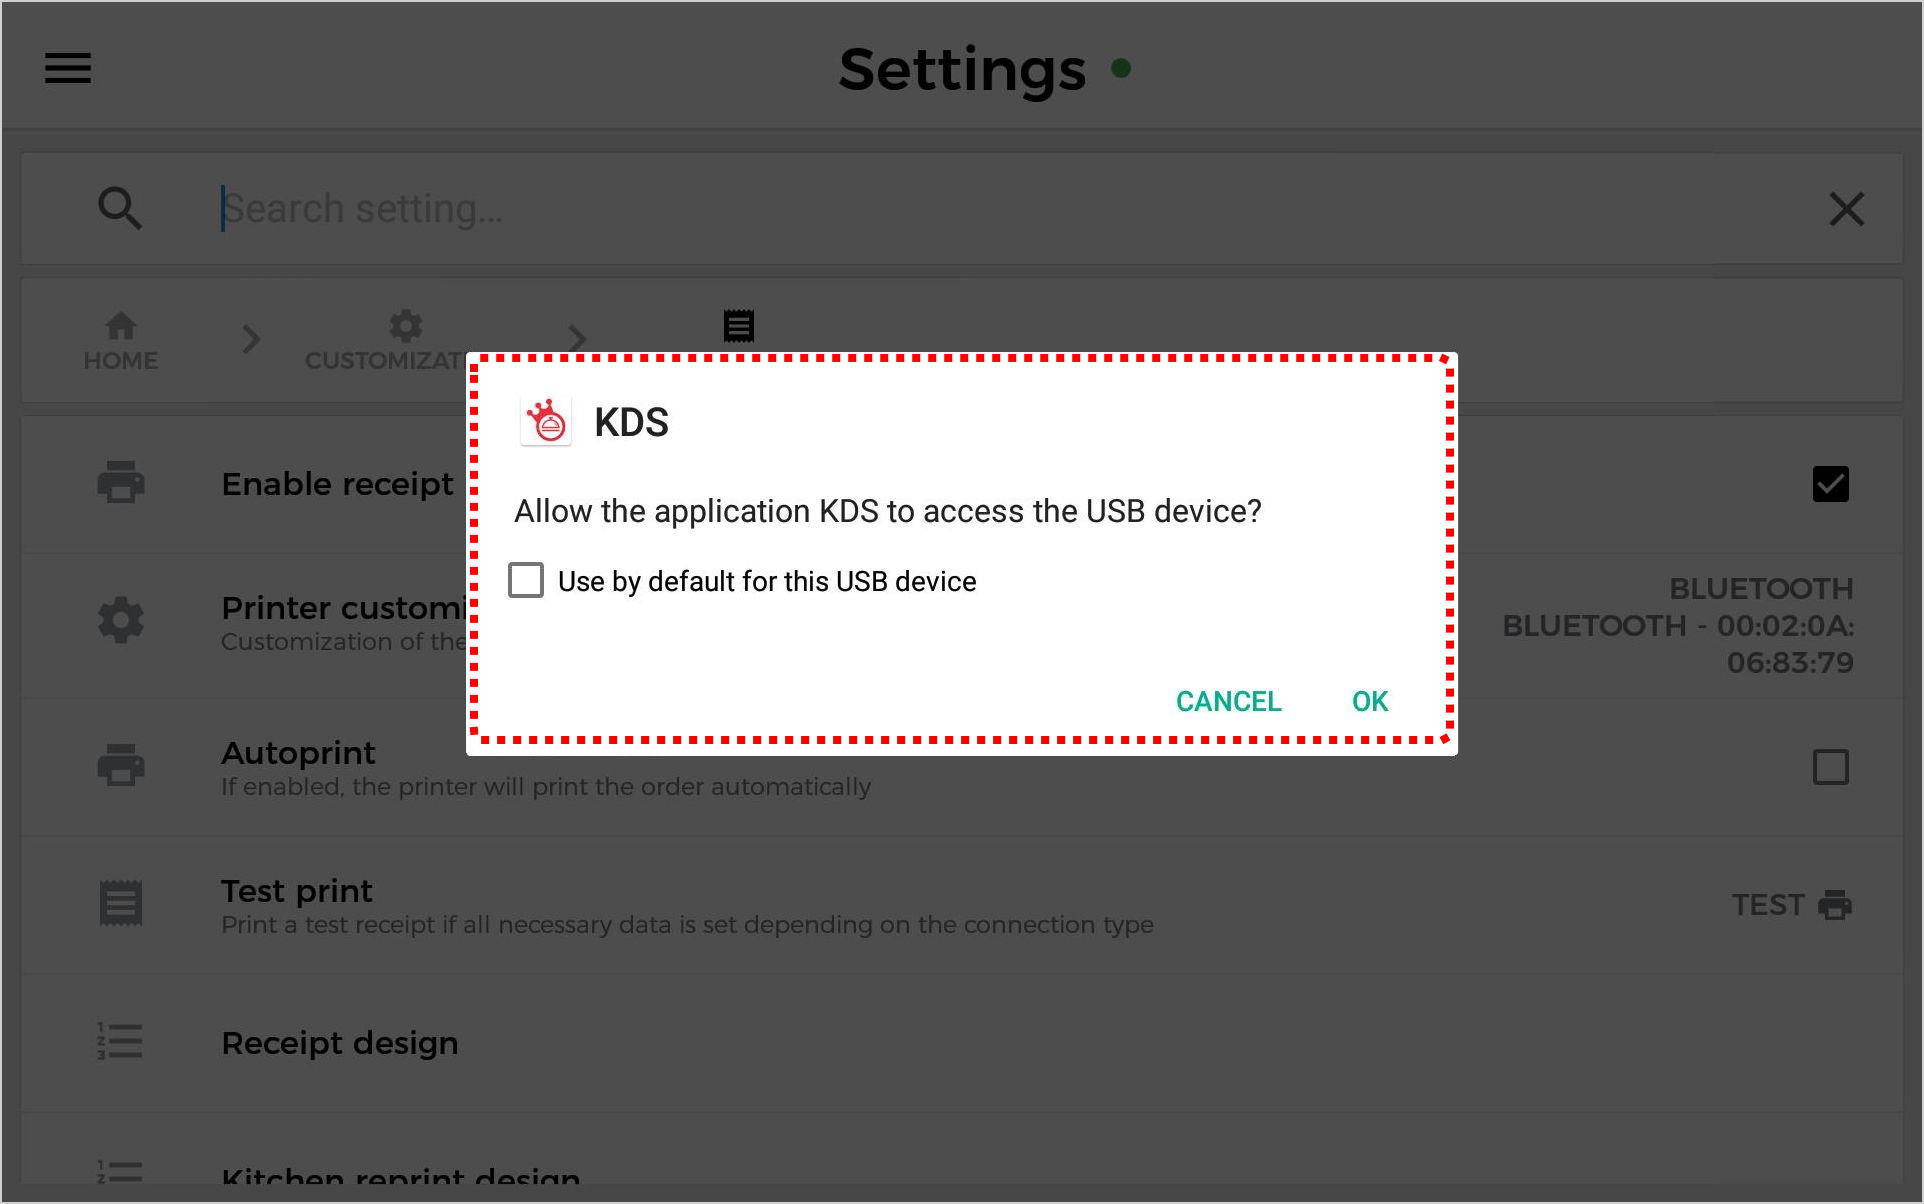 Settings
Search setting...
HOME
CUSTOMIZAT
KDS
Allow the application KDS to access the USB device?
Use by default for this USB device
CANCEL OK
Enable receipt
Printer customi
Customization of the
BLUETOOTH
BLUETOOTH - 00:02:0A:
06:83:79
Autoprint
If enabled, the printer will print the order automatically
Test print
Print a test receipt if all necessary data is set depending on the connection type
TEST
Receipt design
Kitchen reprint design